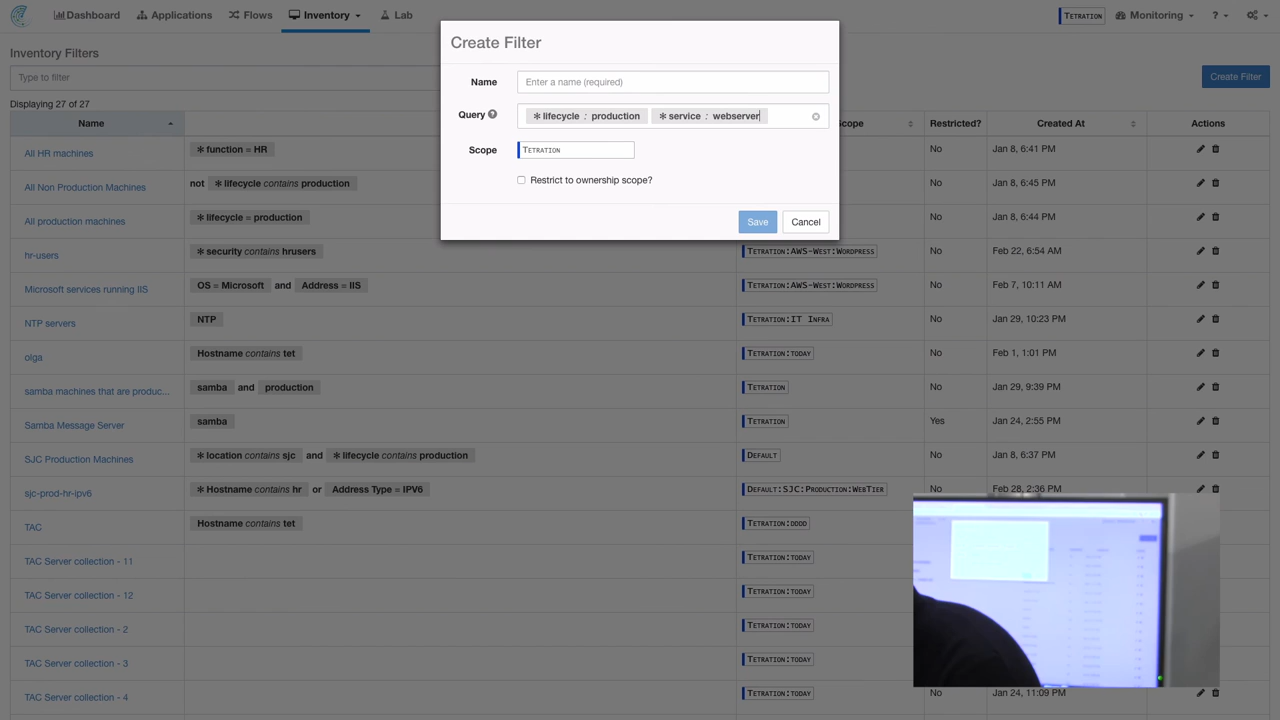 Dashboard Applications Flows Inventory Lab TETRATION Monitoring ?
Inventory Filters
Type to filter
Create Filter
Displaying 27 of 27
Create Filter
Name Enter a name (required)
Query ? * lifecycle : production * service : webserver
Scope TETRATION
Restrict to ownership scope?
Save Cancel
Name Scope Restricted? Created At Actions
All HR machines * function = HR No Jan 8, 6:41 PM
All Non Production Machines not * lifecycle contains production No Jan 8, 6:45 PM
All production machines * lifecycle = production No Jan 8, 6:44 PM
hr-users * security contains hrusers TETRATION:AWS-WEST:WORDPRESS No Feb 22, 6:54 AM
Microsoft services running IIS OS = Microsoft and Address = IIS TETRATION:AWS-WEST:WORDPRESS No Feb 7, 10:11 AM
NTP servers NTP TETRATION:IT INFRA No Jan 29, 10:23 PM
olga Hostname contains tet TETRATION:TODAY No Feb 1, 1:01 PM
samba machines that are produc... samba and production TETRATION No Jan 29, 9:39 PM
Samba Message Server samba TETRATION Yes Jan 24, 2:55 PM
SJC Production Machines * location contains sjc and * lifecycle contains production DEFAULT No Jan 8, 6:37 PM
sjc-prod-hr-ipv6 * Hostname contains hr or Address Type = IPV6 DEFAULT:SJC:PRODUCTION:WEBTIER No Feb 28, 2:36 PM
TAC Hostname contains tet TETRATION:DDDD
TAC Server collection - 11 TETRATION:TODAY
TAC Server collection - 12 TETRATION:TODAY
TAC Server collection - 2 TETRATION:TODAY
TAC Server collection - 3 TETRATION:TODAY
TAC Server collection - 4 TETRATION:TODAY No Jan 24, 11:09 PM